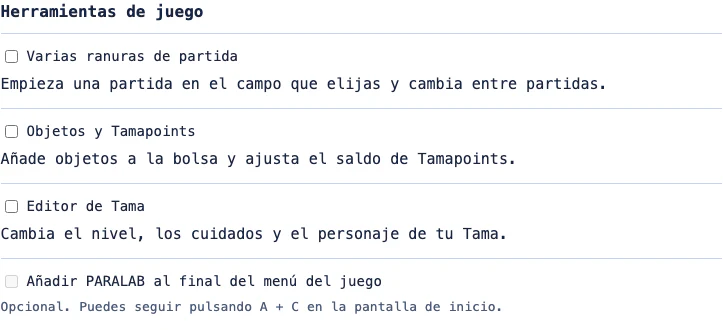 Herramientas de juego
Varias ranuras de partida
Empieza una partida en el campo que elijas y cambia entre partidas.
Objetos y Tamapoints
Añade objetos a la bolsa y ajusta el saldo de Tamapoints.
Editor de Tama
Cambia el nivel, los cuidados y el personaje de tu Tama.
Añadir PARALAB al final del menú del juego
Opcional. Puedes seguir pulsando A + C en la pantalla de inicio.